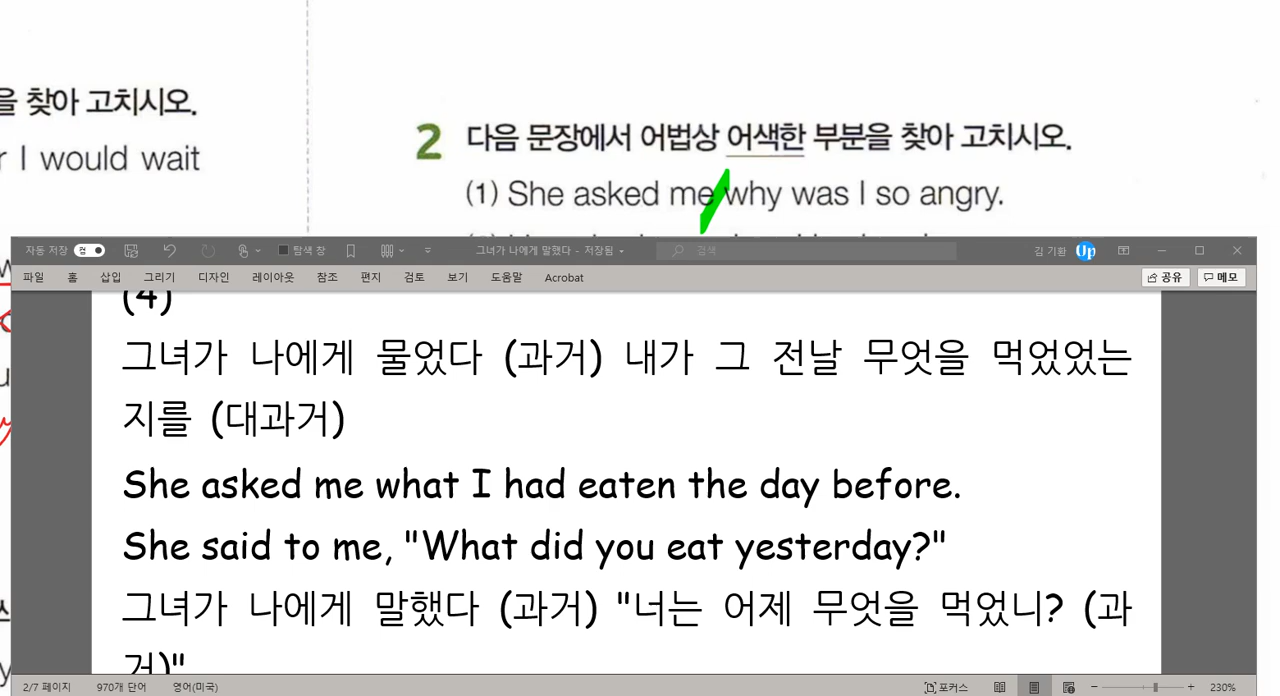 을 찾아 고치시오.
r I would wait
2 다음 문장에서 어법상 어색한 부분을 찾아 고치시오.
(1) She asked me why was I so angry.
자동 저장 컴 탐색 창 그녀가 나에게 말했다 - 저장됨 검색 김 기환 Up
파일 홈 삽입 그리기 디자인 레이아웃 참조 편지 검토 보기 도움말 Acrobat 공유 메모
(4)
그녀가 나에게 물었다 (과거) 내가 그 전날 무엇을 먹었었는
지를 (대과거)
She asked me what I had eaten the day before.
She said to me, "What did you eat yesterday?"
그녀가 나에게 말했다 (과거) "너는 어제 무엇을 먹었니? (과
거)"
2/7 페이지 970개 단어 영어(미국) 포커스 230%